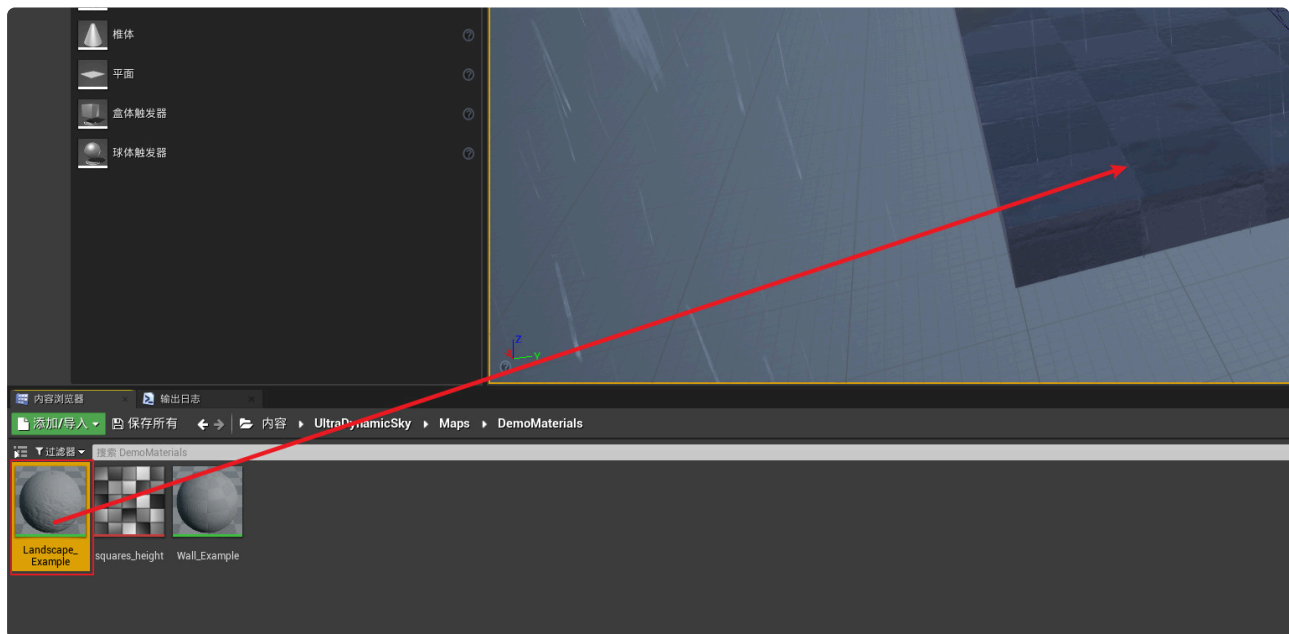 椎体
平面
盒体触发器
球体触发器
Z
Y
内容浏览器
输出日志
添加/导入
保存所有
内容
UltraDynamicSky
Maps
DemoMaterials
过滤器
搜索 DemoMaterials
Landscape_
Example
squares_height
Wall_Example